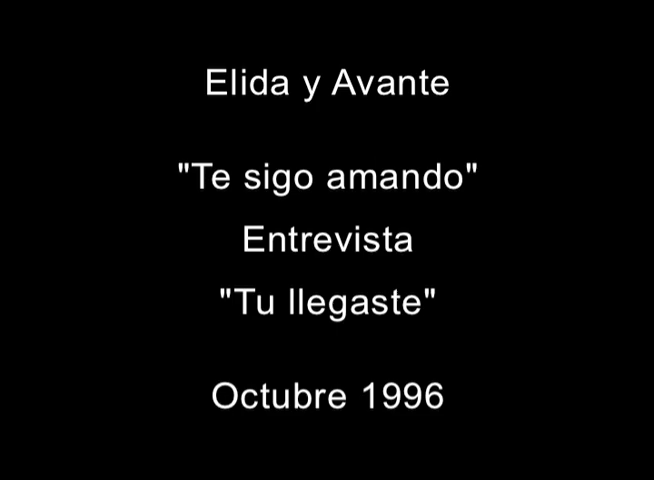 Elida y Avante
"Te sigo amando"
Entrevista
"Tu llegaste"
Octubre 1996